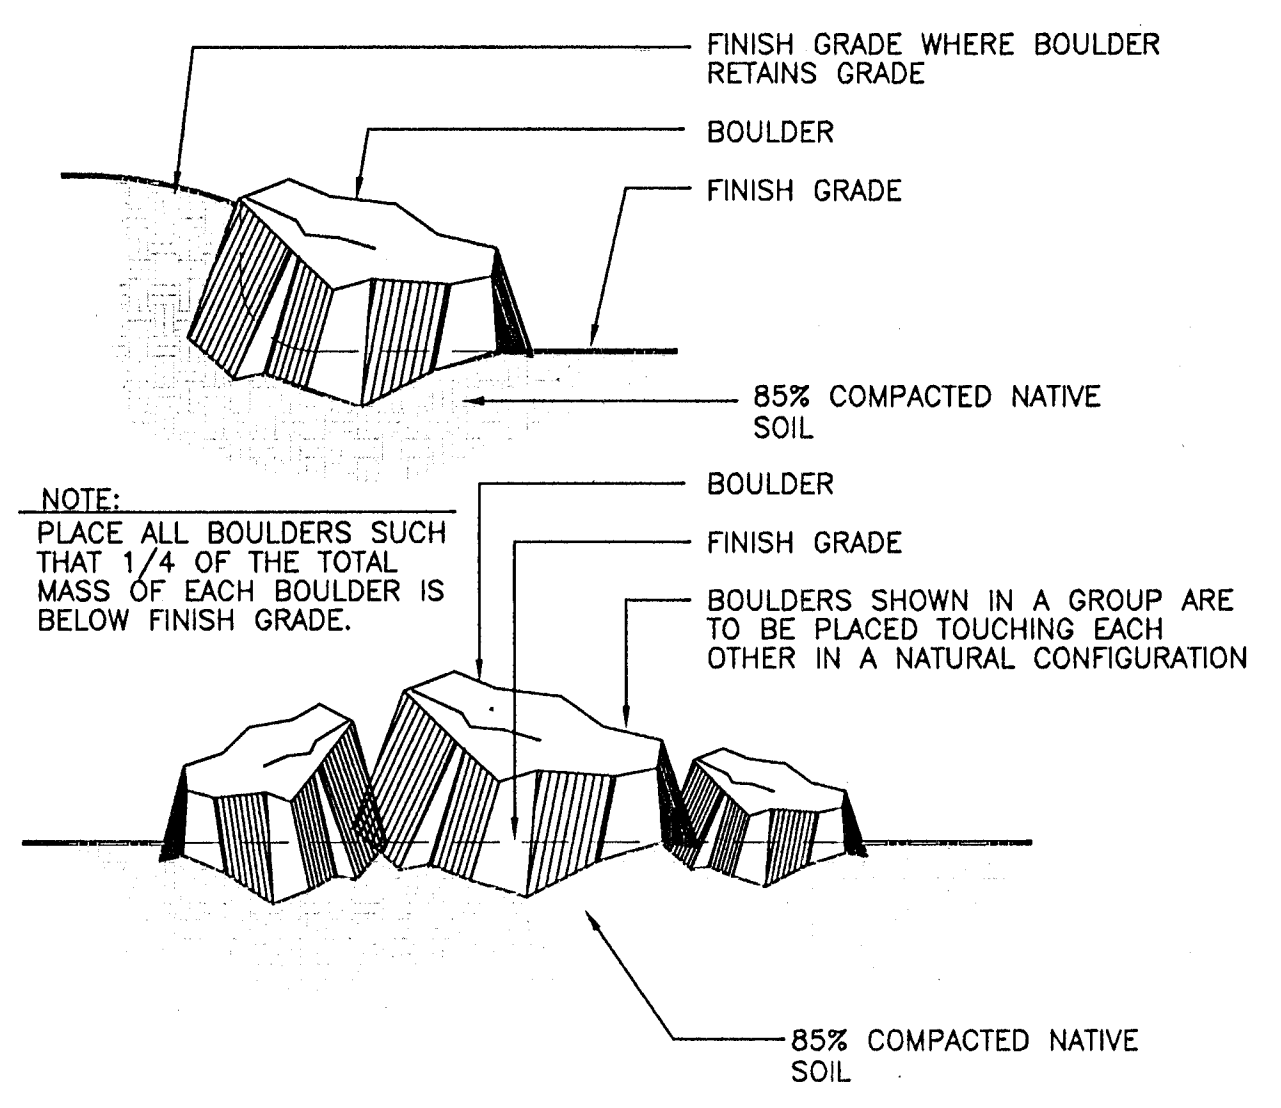 FINISH GRADE WHERE BOULDER
RETAINS GRADE
BOULDER
FINISH GRADE
85% COMPACTED NATIVE
SOIL
BOULDER
FINISH GRADE
BOULDERS SHOWN IN A GROUP ARE
TO BE PLACED TOUCHING EACH
OTHER IN A NATURAL CONFIGURATION
NOTE:
PLACE ALL BOULDERS SUCH
THAT 1/4 OF THE TOTAL
MASS OF EACH BOULDER IS
BELOW FINISH GRADE.
85% COMPACTED NATIVE
SOIL